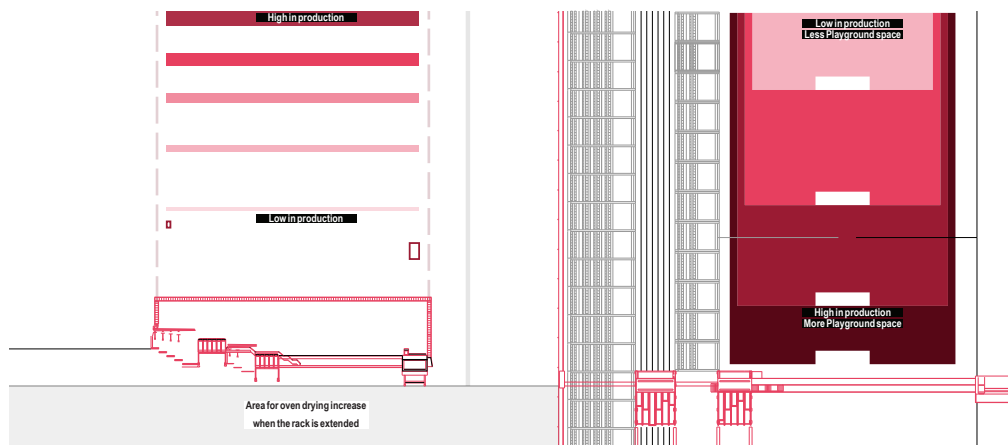 High in production
Low in production
Area for oven drying increase
when the rack is extended
Low in production
Less Playground space
High in production
More Playground space